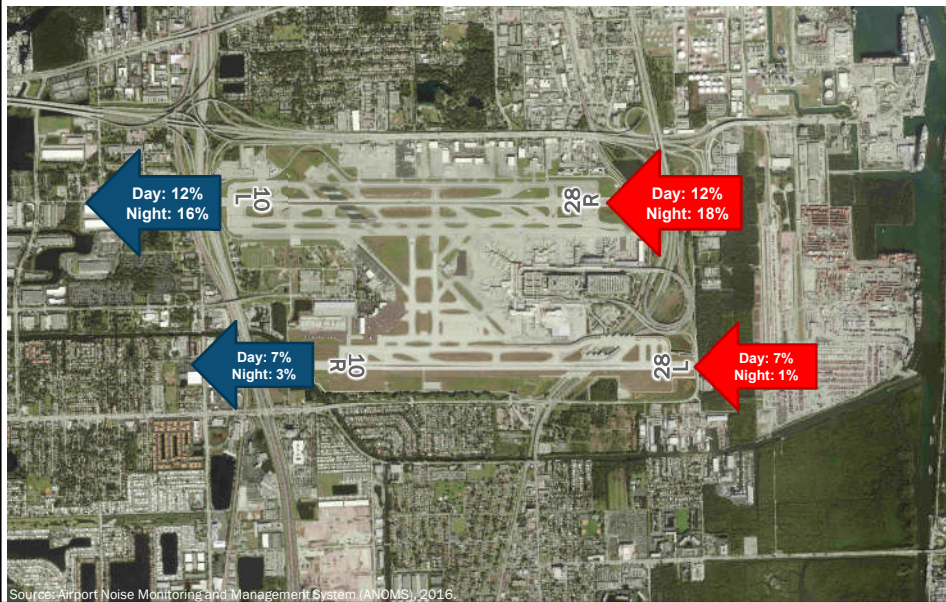 Day: 12%
Night: 16%
10
L
28
R
Day: 12%
Night: 18%
Day: 7%
Night: 3%
10
R
28
L
Day: 7%
Night: 1%
Source: Airport Noise Monitoring and Management System (ANOMS), 2016.